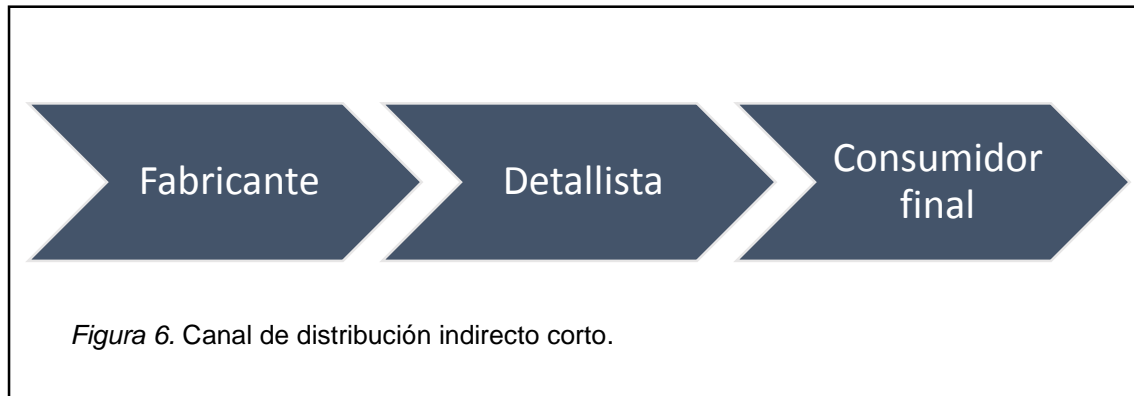 Fabricante
Detallista
Consumidor
final
Figura 6. Canal de distribución indirecto corto.